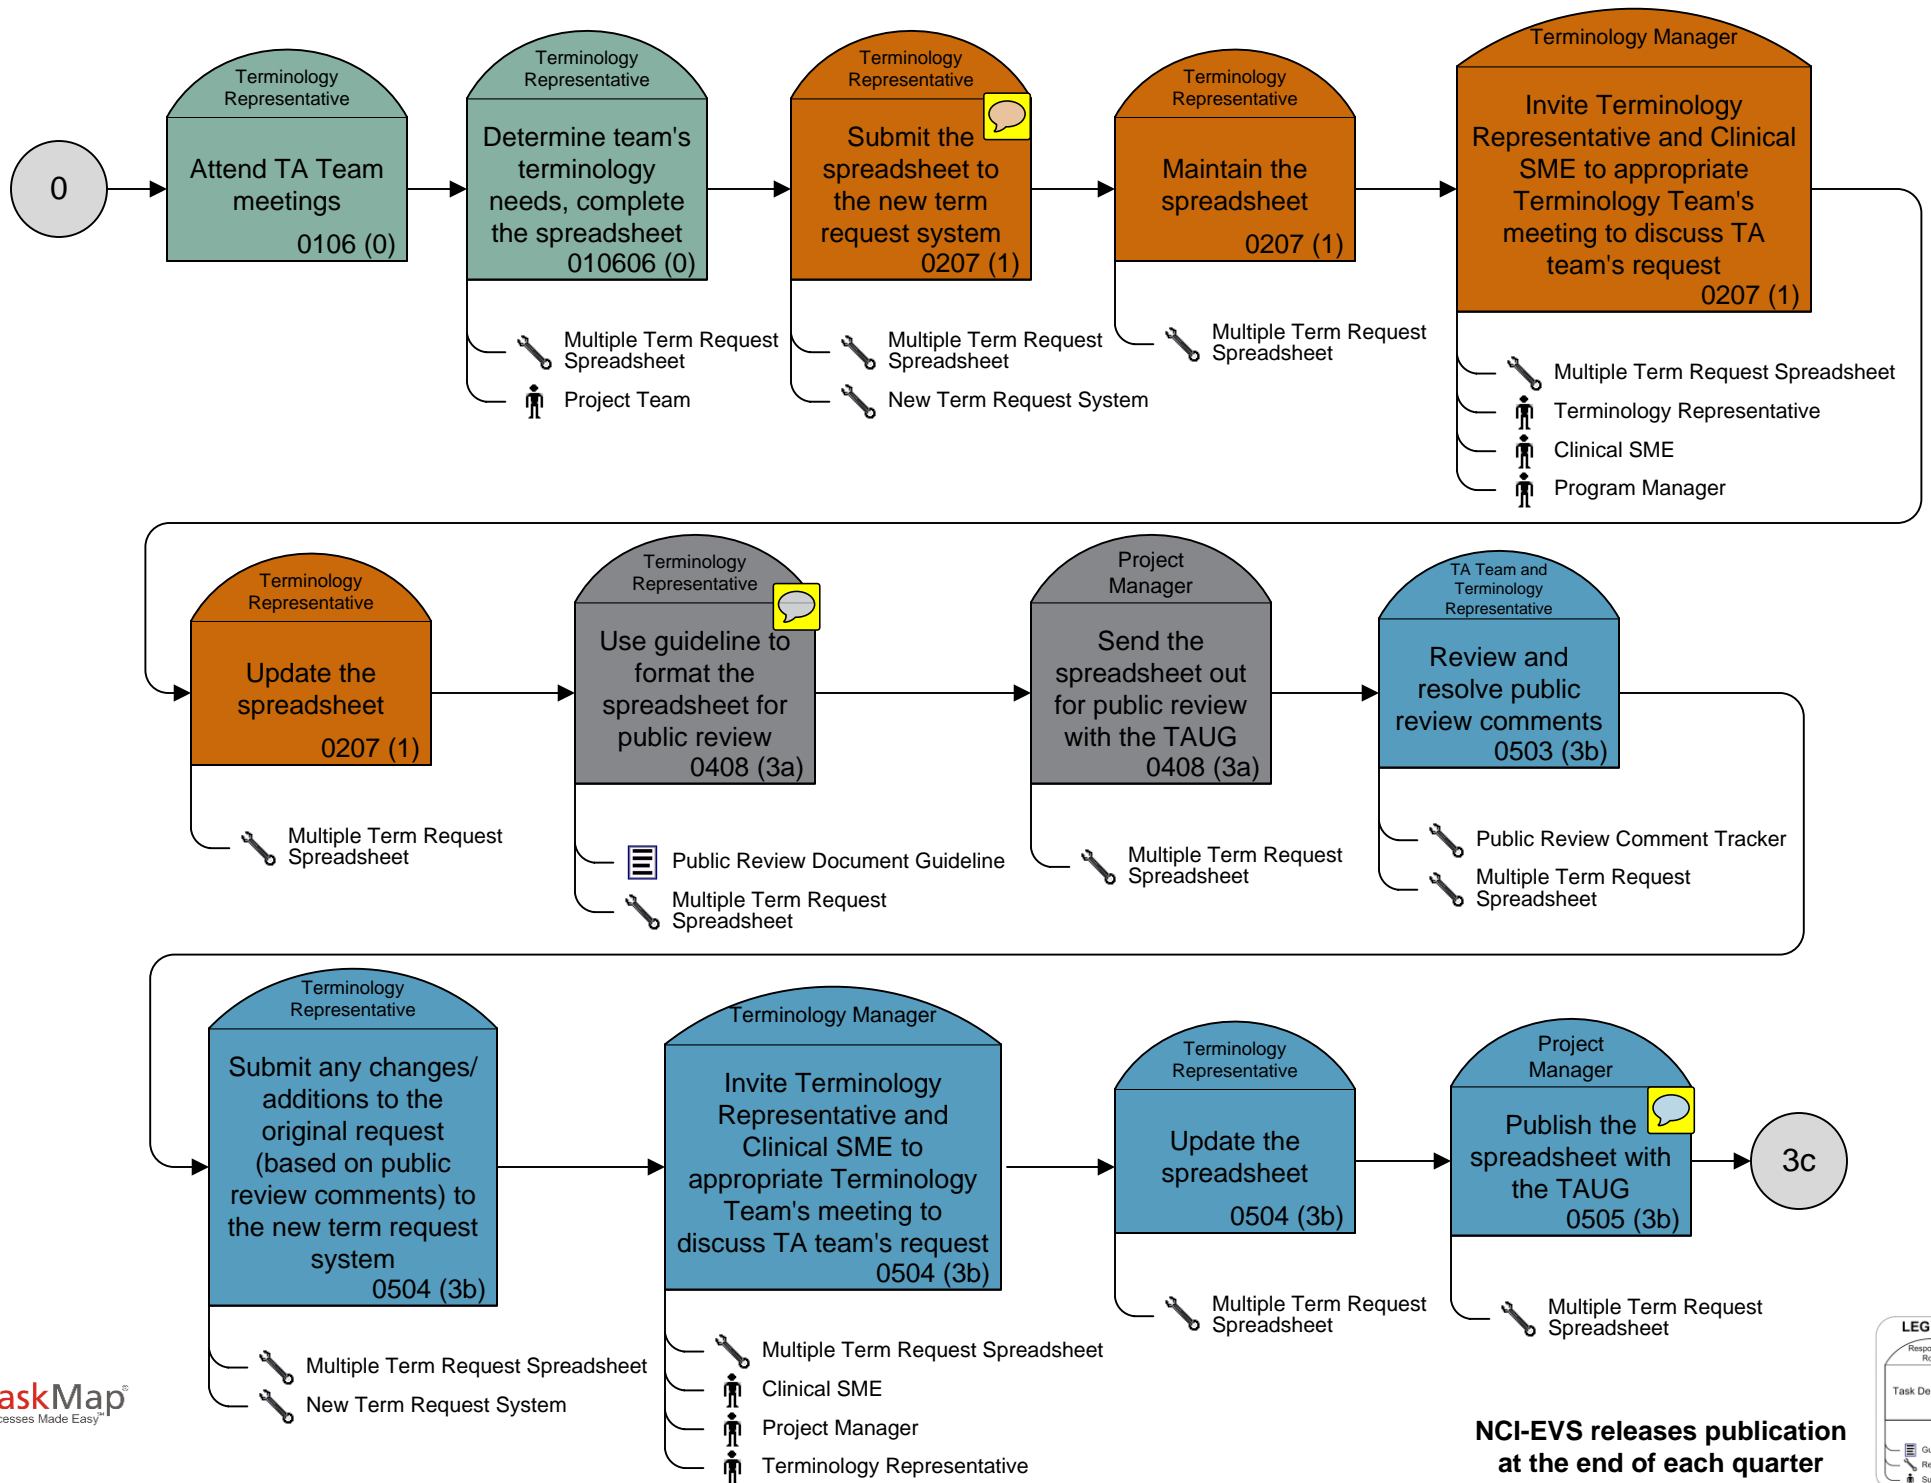 0
Terminology
Representative
Attend TA Team
meetings
0106 (0)
Terminology
Representative
Determine team's
terminology
needs, complete
the spreadsheet
010606 (0)
Multiple Term Request
Spreadsheet
Project Team
Terminology
Representative
Submit the
spreadsheet to
the new term
request system
0207 (1)
Multiple Term Request
Spreadsheet
New Term Request System
Terminology
Representative
Maintain the
spreadsheet
0207 (1)
Multiple Term Request
Spreadsheet
Terminology Manager
Invite Terminology
Representative and Clinical
SME to appropriate
Terminology Team's
meeting to discuss TA
team's request
0207 (1)
Multiple Term Request Spreadsheet
Terminology Representative
Clinical SME
Program Manager
Terminology
Representative
Update the
spreadsheet
0207 (1)
Multiple Term Request
Spreadsheet
Terminology
Representative
Use guideline to
format the
spreadsheet for
public review
0408 (3a)
Public Review Document Guideline
Multiple Term Request
Spreadsheet
Project
Manager
Send the
spreadsheet out
for public review
with the TAUG
0408 (3a)
Multiple Term Request
Spreadsheet
TA Team and
Terminology
Representative
Review and
resolve public
review comments
0503 (3b)
Public Review Comment Tracker
Multiple Term Request
Spreadsheet
Terminology
Representative
Submit any changes/
additions to the
original request
(based on public
review comments) to
the new term request
system
0504 (3b)
Multiple Term Request Spreadsheet
New Term Request System
Terminology Manager
Invite Terminology
Representative and
Clinical SME to
appropriate Terminology
Team's meeting to
discuss TA team's request
0504 (3b)
Multiple Term Request Spreadsheet
Clinical SME
Project Manager
Terminology Representative
Terminology
Representative
Update the
spreadsheet
0504 (3b)
Multiple Term Request
Spreadsheet
Project
Manager
Publish the
spreadsheet with
the TAUG
0505 (3b)
Multiple Term Request
Spreadsheet
3c
askMap®
cesses Made Easy℠
NCI-EVS releases publication
at the end of each quarter
LEG
Respo
Ro
Task De
Gu
Re
Su